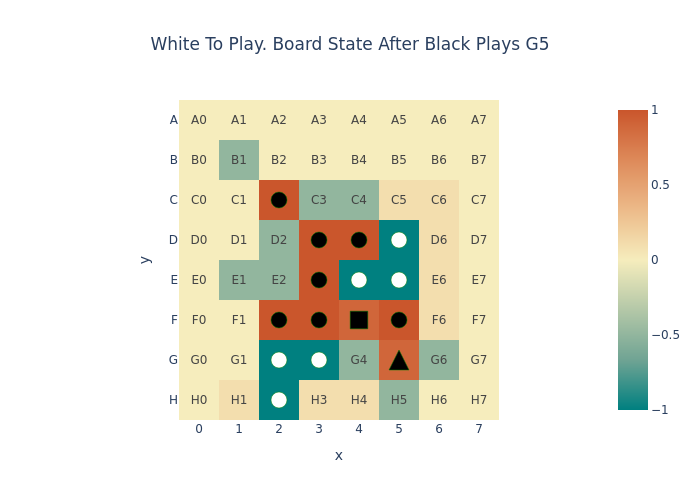 White To Play. Board State After Black Plays G5
A A0 A1 A2 A3 A4 A5 A6 A7
B B0 B1 B2 B3 B4 B5 B6 B7
C C0 C1 C3 C4 C5 C6 C7
D D0 D1 D2 D6 D7
E E0 E1 E2 E6 E7
F F0 F1 F6 F7
G G0 G1 G4 G6 G7
H H0 H1 H3 H4 H5 H6 H7
0 1 2 3 4 5 6 7
x
y
1
0.5
0
−0.5
−1